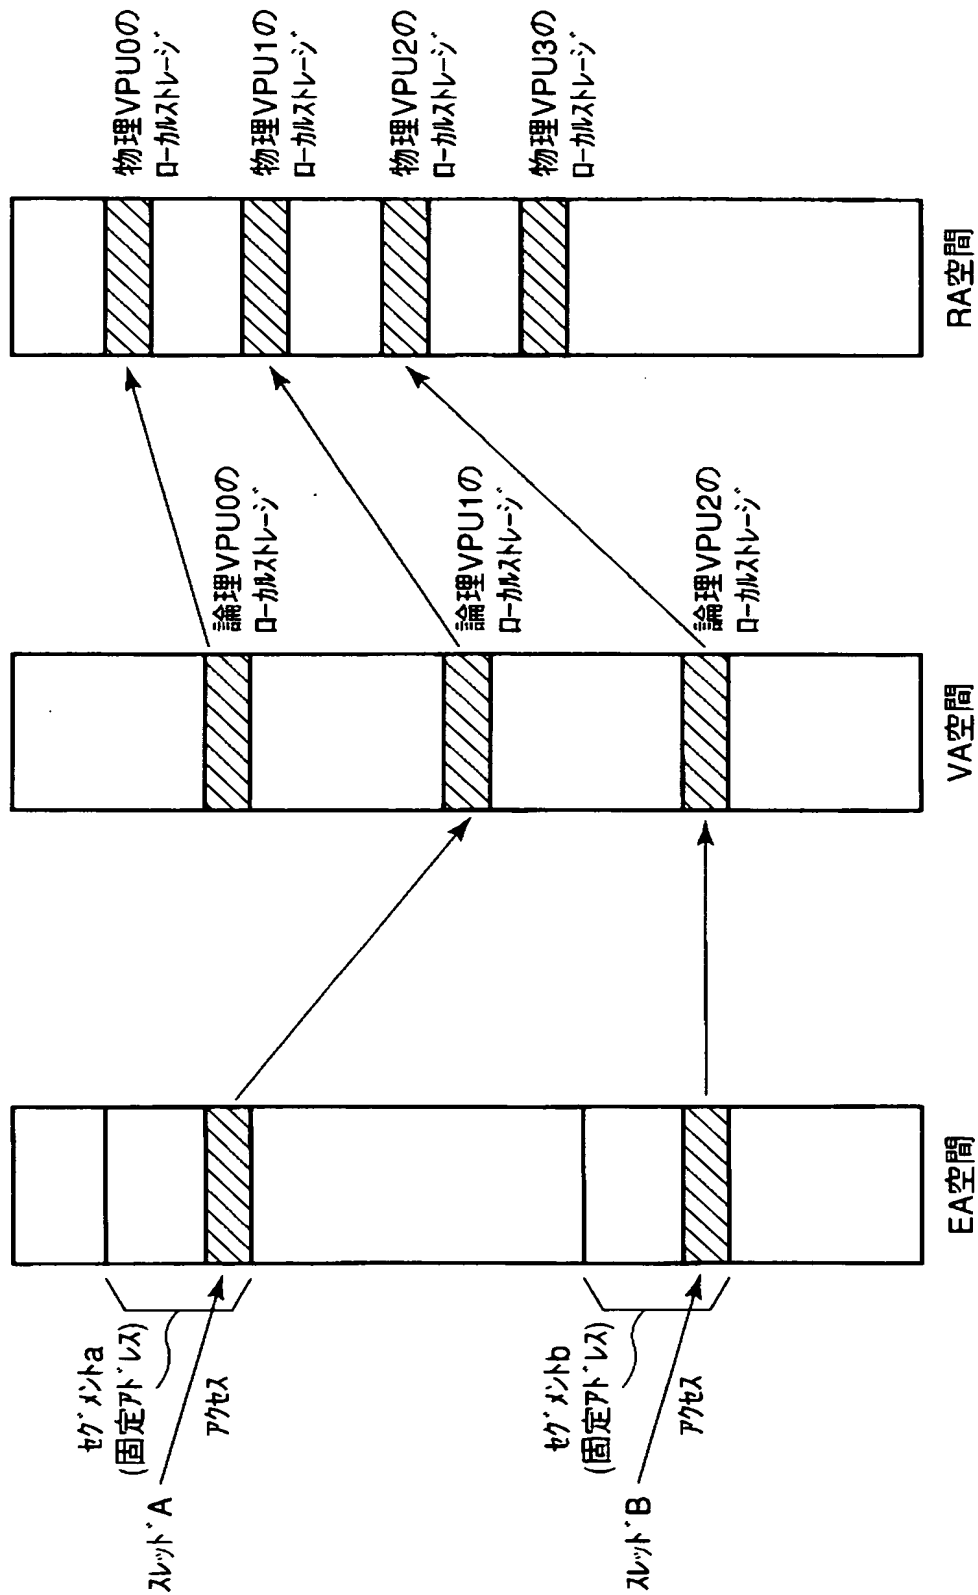 スレッドA
セグメントa
(固定アドレス)
アクセス
スレッドB
セグメントb
(固定アドレス)
アクセス
EA空間
論理VPU0の
ローカルストレージ
論理VPU1の
ローカルストレージ
論理VPU2の
ローカルストレージ
VA空間
物理VPU0の
ローカルストレージ
物理VPU1の
ローカルストレージ
物理VPU2の
ローカルストレージ
物理VPU3の
ローカルストレージ
RA空間